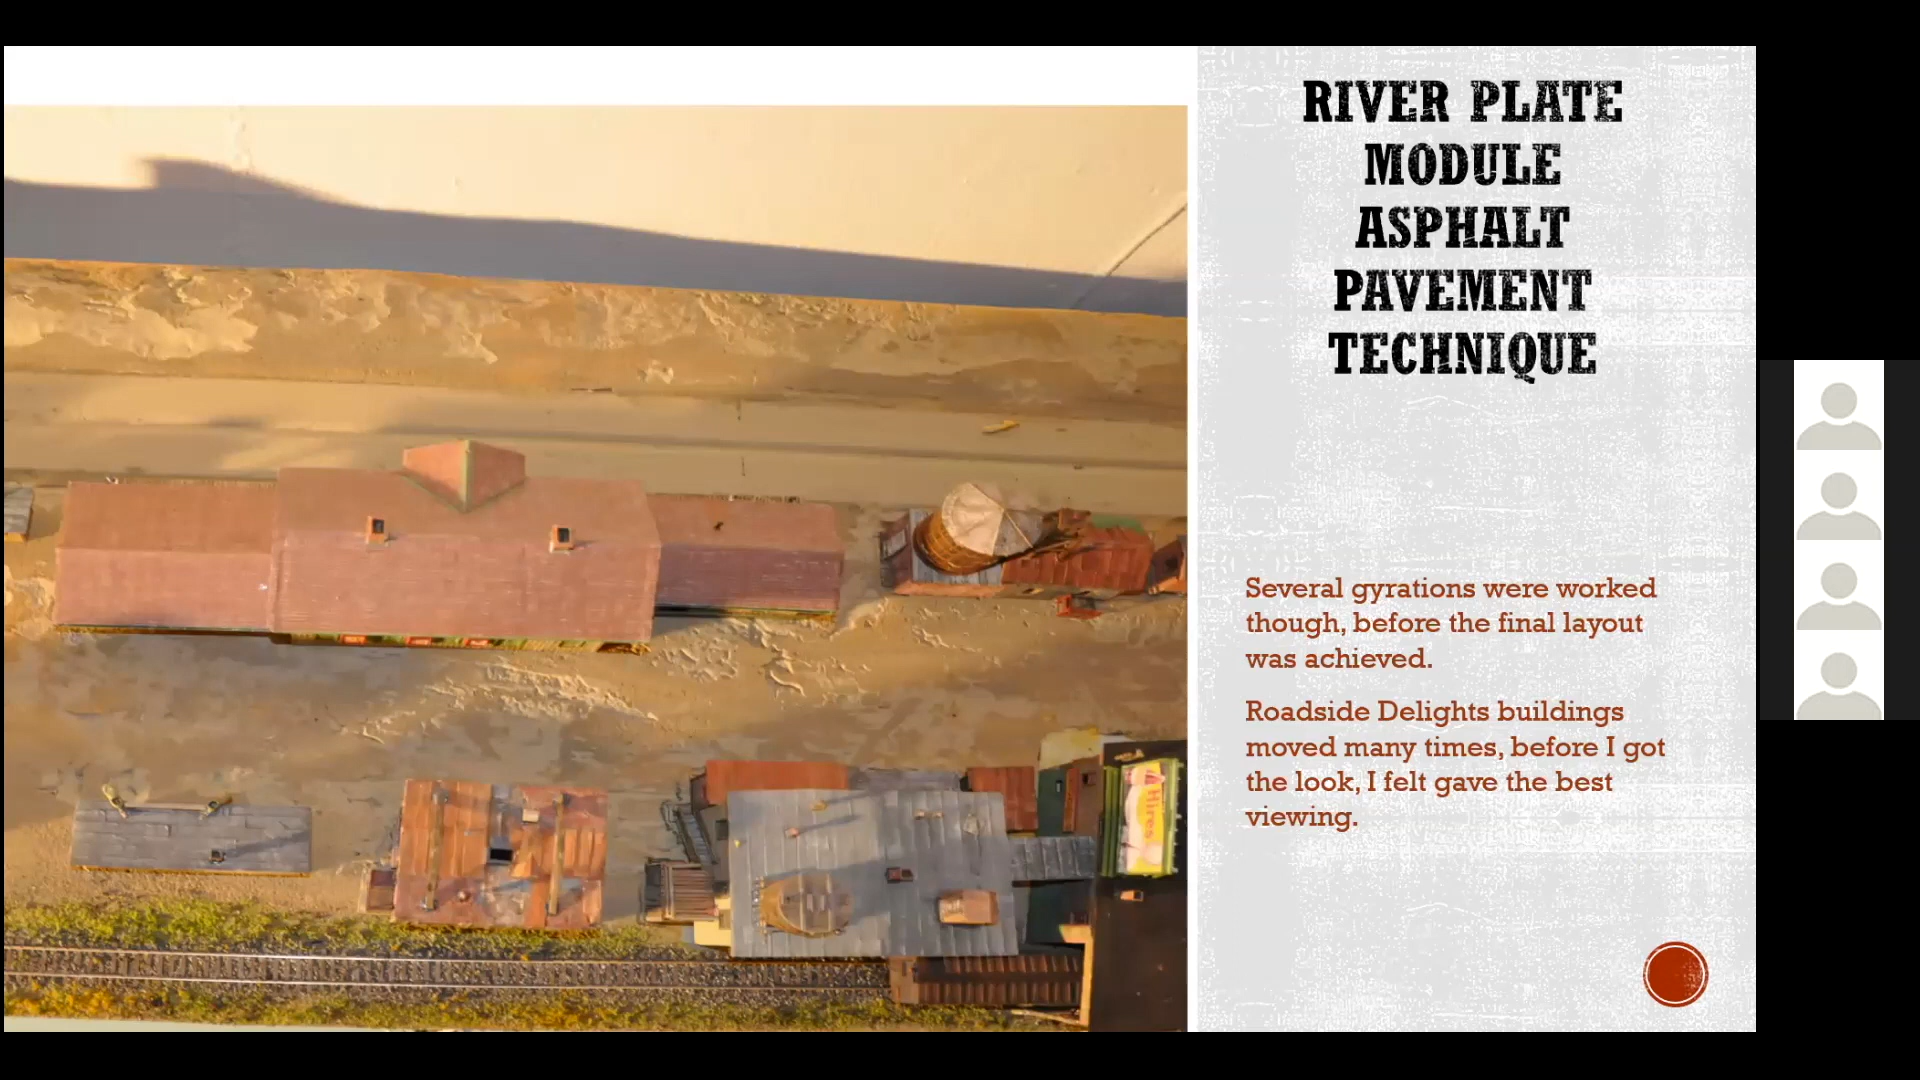 RIVER PLATE
MODULE
ASPHALT
PAVEMENT
TECHNIQUE
Several gyrations were worked
though, before the final layout
was achieved.
Roadside Delights buildings
moved many times, before I got
the look, I felt gave the best
viewing.
Hires